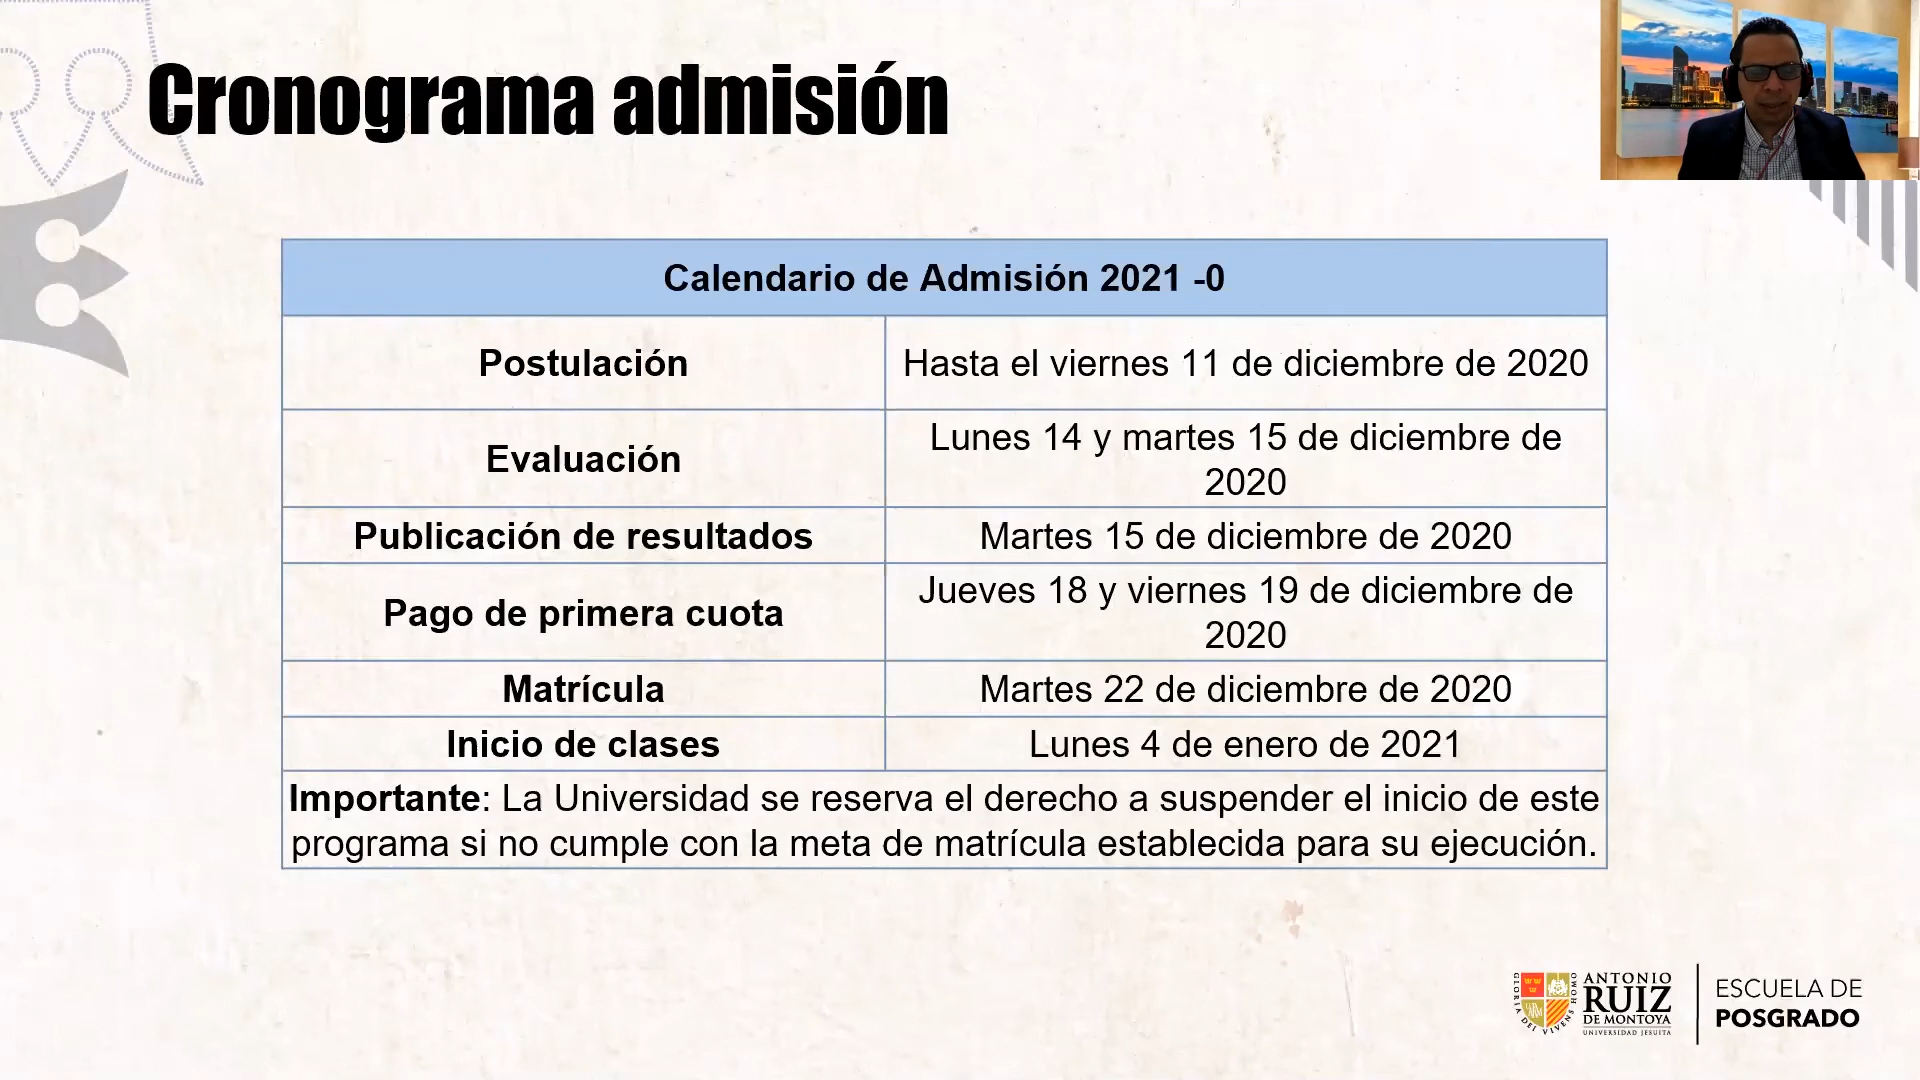 Cronograma admisión
Calendario de Admisión 2021 -0
Postulación
Hasta el viernes 11 de diciembre de 2020
Evaluación
Lunes 14 y martes 15 de diciembre de
2020
Publicación de resultados
Martes 15 de diciembre de 2020
Pago de primera cuota
Jueves 18 y viernes 19 de diciembre de
2020
Matrícula
Martes 22 de diciembre de 2020
Inicio de clases
Lunes 4 de enero de 2021
Importante: La Universidad se reserva el derecho a suspender el inicio de este
programa si no cumple con la meta de matrícula establecida para su ejecución.
GLORIA DEI VIVENS HOMO
ANTONIO
RUIZ
DE MONTOYA
UNIVERSIDAD JESUITA
ESCUELA DE
POSGRADO